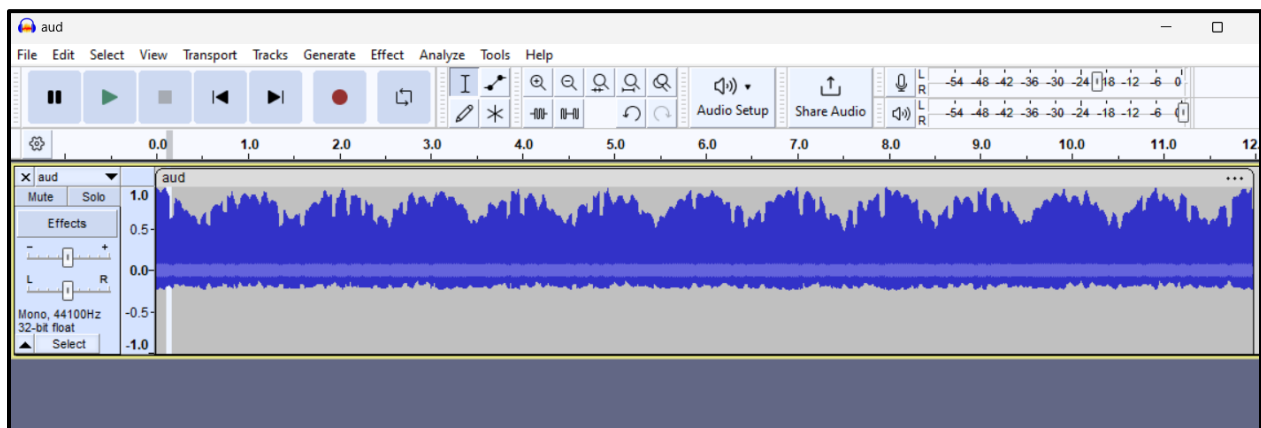 aud
File Edit Select View Transport Tracks Generate Effect Analyze Tools Help
Audio Setup
Share Audio
L
R
-54 -48 -42 -36 -30 -24 -18 -12 -6 0
L
R
-54 -48 -42 -36 -30 -24 -18 -12 -6 0
0.0 1.0 2.0 3.0 4.0 5.0 6.0 7.0 8.0 9.0 10.0 11.0 12.
aud
Mute Solo
Effects
- +
L R
Mono, 44100Hz
32-bit float
Select
1.0
0.5-
0.0-
-0.5-
-1.0
aud